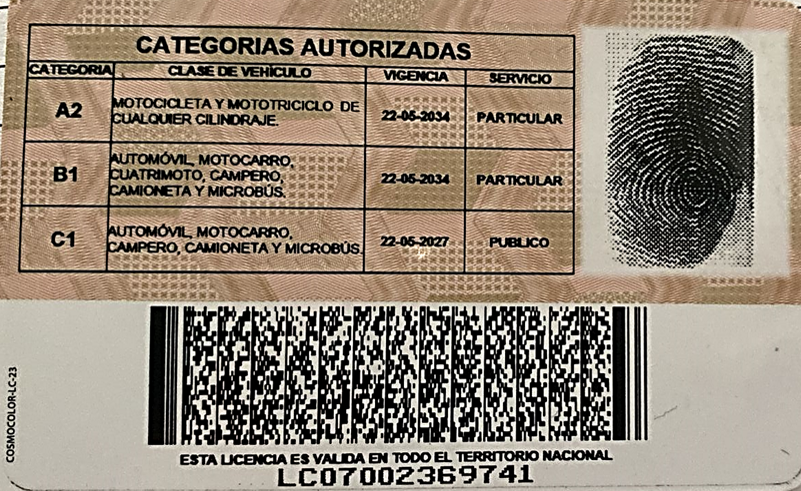 CATEGORIAS AUTORIZADAS
CATEGORIA CLASE DE VEHÍCULO VIGENCIA SERVICIO
A2 MOTOCICLETA Y MOTOTRICICLO DE CUALQUIER CILINDRAJE. 22-05-2034 PARTICULAR
B1 AUTOMÓVIL, MOTOCARRO, CUATRIMOTO, CAMPERO, CAMIONETA Y MICROBÚS. 22-05-2034 PARTICULAR
C1 AUTOMÓVIL, MOTOCARRO, CAMPERO, CAMIONETA Y MICROBÚS. 22-05-2027 PUBLICO
COSMOCOLOR-LC-23
ESTA LICENCIA ES VALIDA EN TODO EL TERRITORIO NACIONAL
LC07002369741